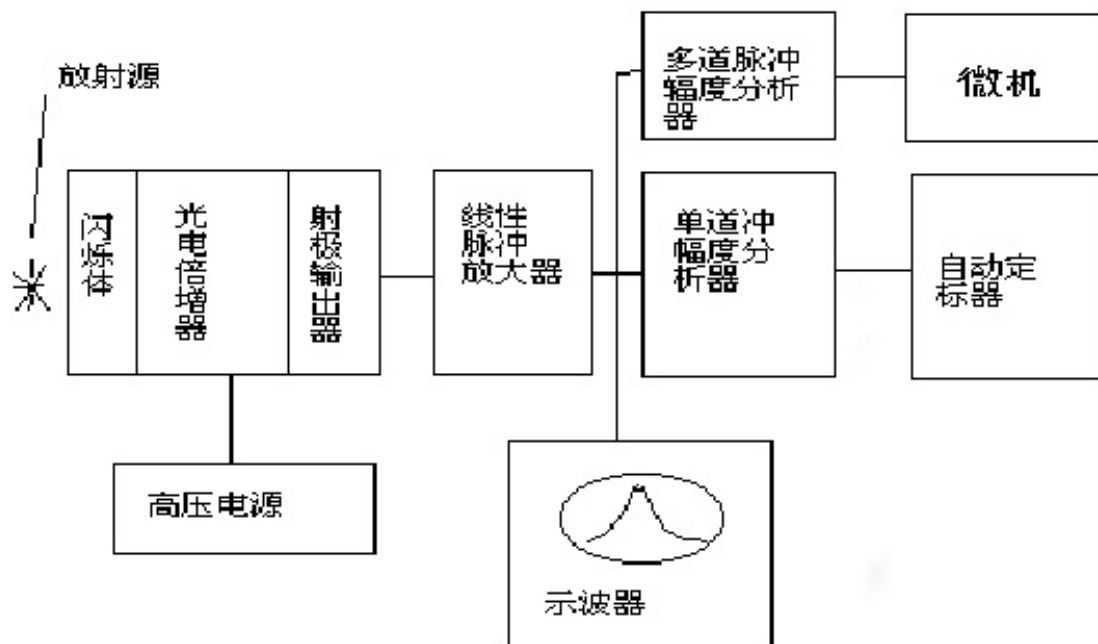 放射源
闪烁体
光电倍增器
射极输出器
线性
脉冲
放大器
多道脉冲
辐度分析
器
微机
单道冲
幅度分
析器
自动定
标器
高压电源
示波器